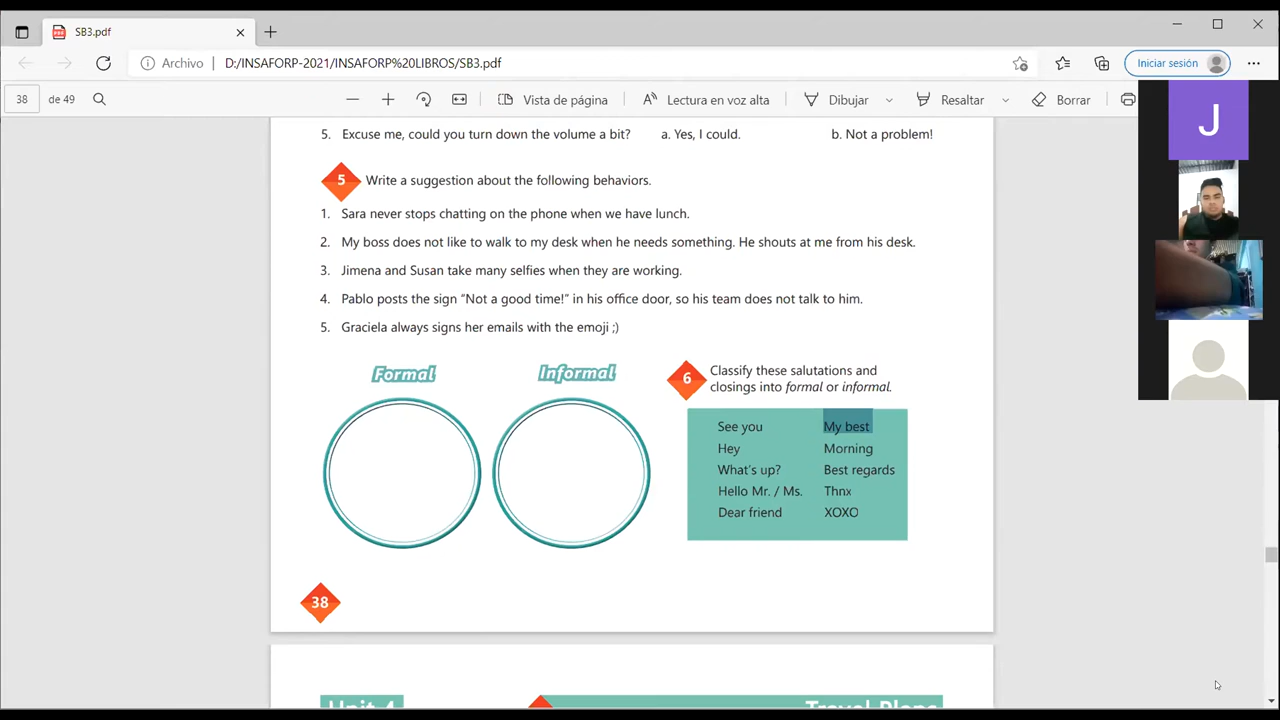 SB3.pdf
Archivo D:/INSAFORP-2021/INSAFORP%20LIBROS/SB3.pdf
Iniciar sesión
38 de 49
Vista de página
Lectura en voz alta
Dibujar
Resaltar
Borrar
J
5. Excuse me, could you turn down the volume a bit? a. Yes, I could. b. Not a problem!
5 Write a suggestion about the following behaviors.
1. Sara never stops chatting on the phone when we have lunch.
2. My boss does not like to walk to my desk when he needs something. He shouts at me from his desk.
3. Jimena and Susan take many selfies when they are working.
4. Pablo posts the sign “Not a good time!” in his office door, so his team does not talk to him.
5. Graciela always signs her emails with the emoji ;)
Formal
Informal
6 Classify these salutations and
closings into formal or informal.
See you My best
Hey Morning
What's up? Best regards
Hello Mr. / Ms. Thnx
Dear friend XOXO
38
Unit 4
Travel Plans